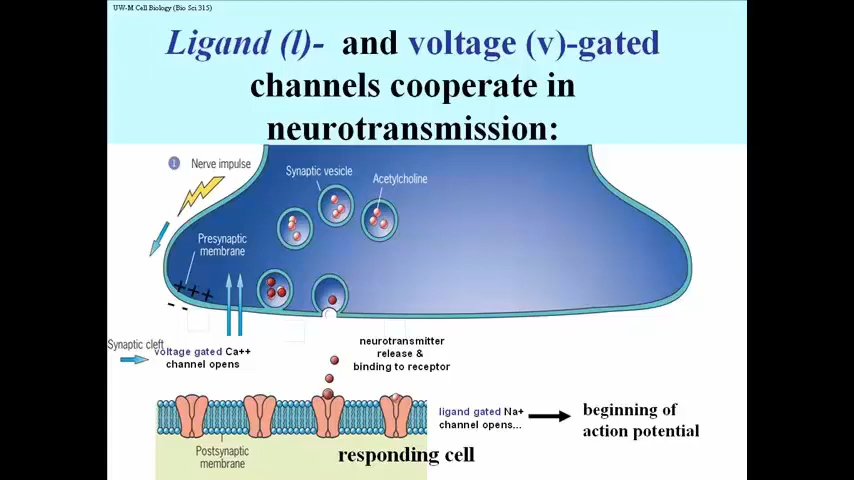 UW-M Cell Biology (Bio Sci 315)
Ligand (l)- and voltage (v)-gated
channels cooperate in
neurotransmission:
1 Nerve impulse
Synaptic vesicle
Acetylcholine
Presynaptic
membrane
+++
- -
Synaptic cleft
voltage gated Ca++
channel opens
neurotransmitter
release &
binding to receptor
ligand gated Na+
channel opens...
beginning of
action potential
Postsynaptic
membrane
responding cell